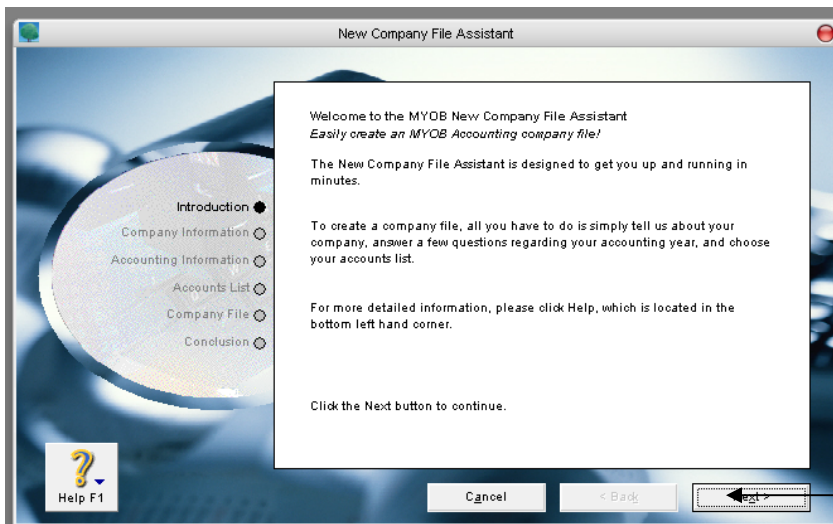 New Company File Assistant
Welcome to the MYOB New Company File Assistant
Easily create an MYOB Accounting company file!
The New Company File Assistant is designed to get you up and running in
minutes.
To create a company file, all you have to do is simply tell us about your
company, answer a few questions regarding your accounting year, and choose
your accounts list.
For more detailed information, please click Help, which is located in the
bottom left hand corner.
Click the Next button to continue.
Introduction
Company Information
Accounting Information
Accounts List
Company File
Conclusion
Help F1
Cancel
< Back
Next >